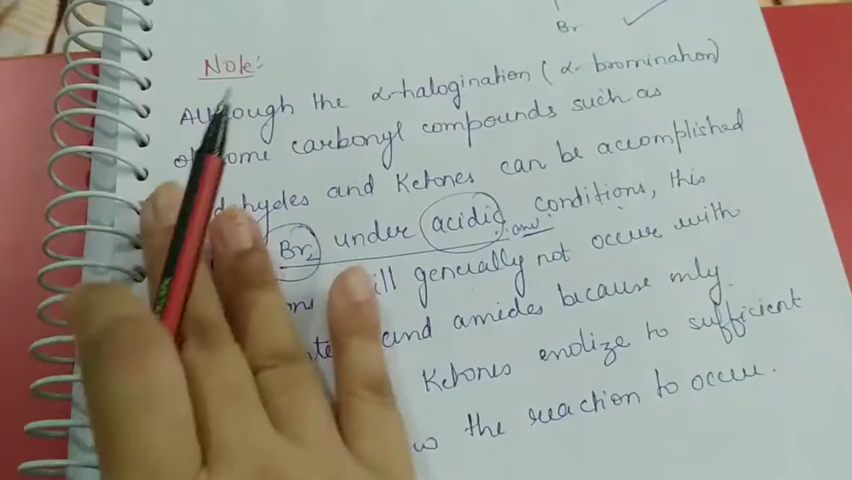 Br
Note:
Although the α-halogination (α-bromination)
some carbonyl compounds such as
hydes and Ketones can be accomplished
Br2 under acidic conditions, this
will generally not occur with
and amides because only
Ketones enolize to sufficient
the reaction to occur.